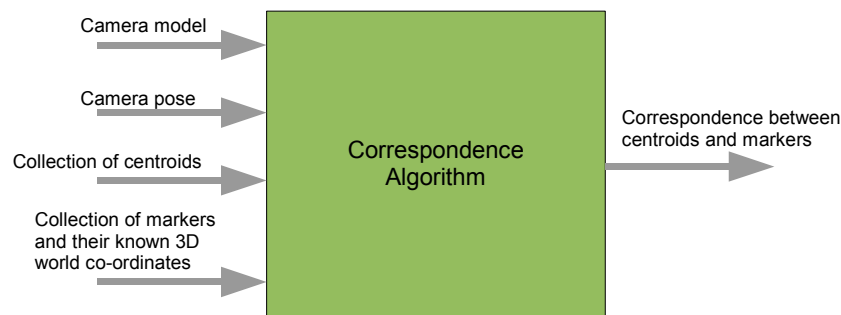 Camera model
Camera pose
Collection of centroids
Collection of markers
and their known 3D
world co-ordinates
Correspondence
Algorithm
Correspondence between
centroids and markers